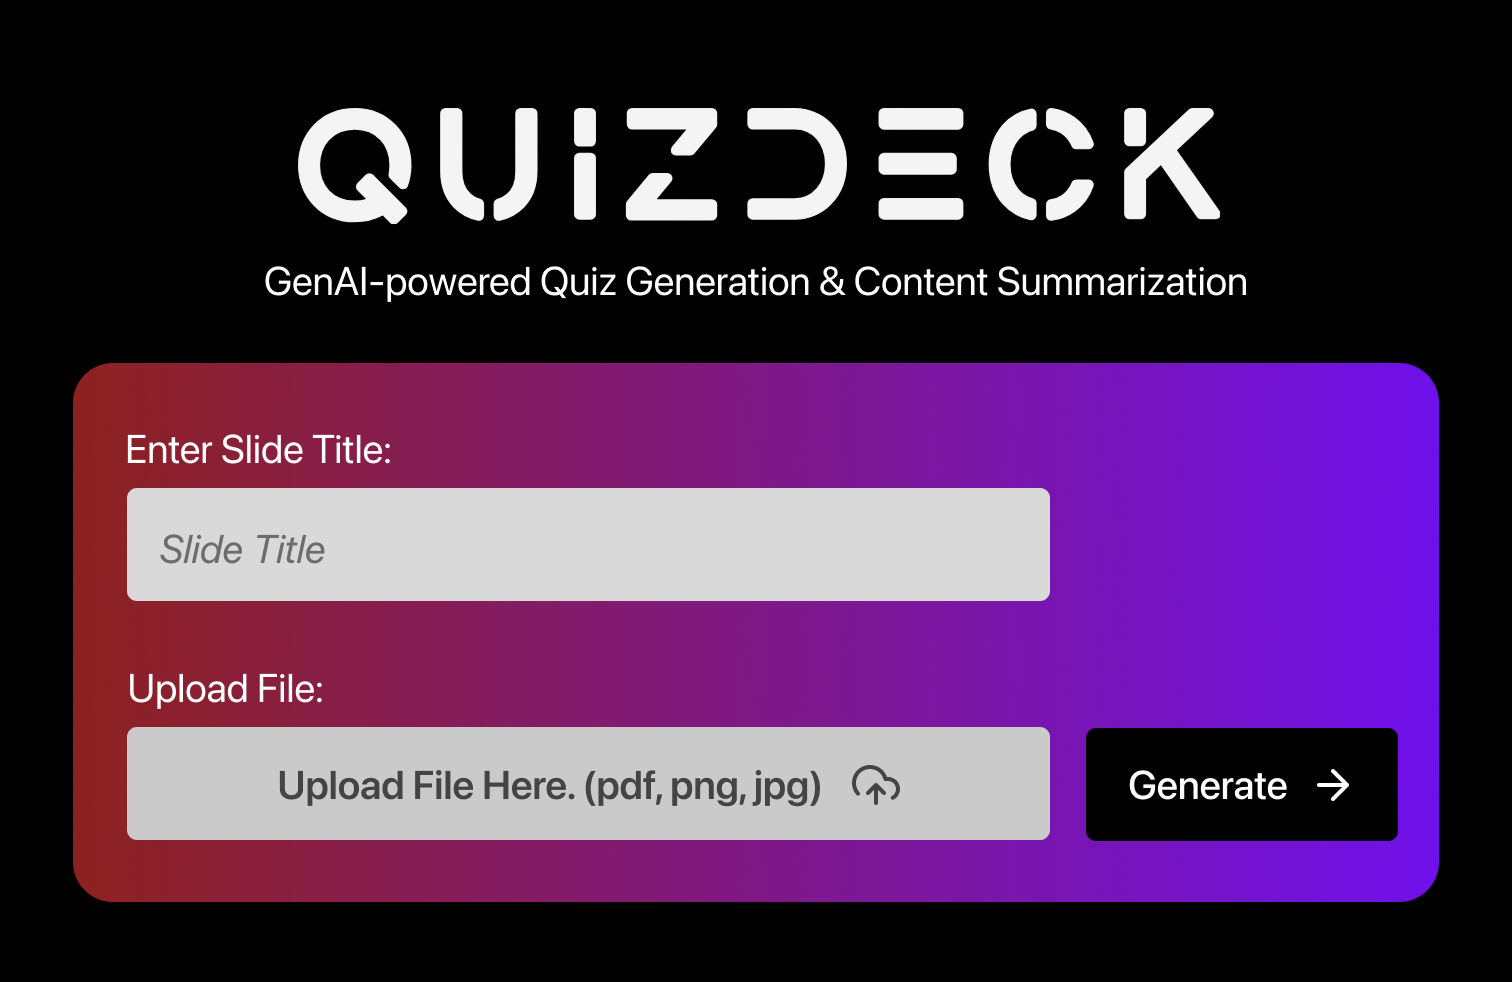 QUiZDECK
GenAI-powered Quiz Generation & Content Summarization
Enter Slide Title:
Slide Title
Upload File:
Upload File Here. (pdf, png, jpg)
Generate